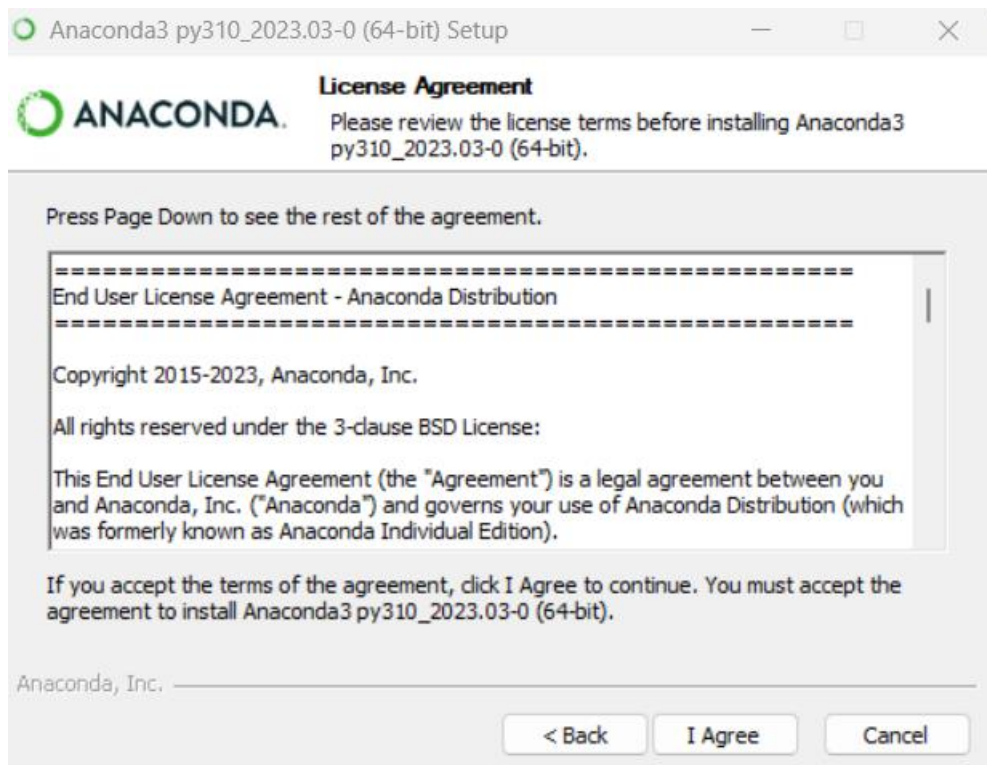 Anaconda3 py310_2023.03-0 (64-bit) Setup
ANACONDA.
License Agreement
Please review the license terms before installing Anaconda3
py310_2023.03-0 (64-bit).
Press Page Down to see the rest of the agreement.
====================================================
End User License Agreement - Anaconda Distribution
====================================================
Copyright 2015-2023, Anaconda, Inc.
All rights reserved under the 3-clause BSD License:
This End User License Agreement (the "Agreement") is a legal agreement between you
and Anaconda, Inc. ("Anaconda") and governs your use of Anaconda Distribution (which
was formerly known as Anaconda Individual Edition).
If you accept the terms of the agreement, click I Agree to continue. You must accept the
agreement to install Anaconda3 py310_2023.03-0 (64-bit).
Anaconda, Inc.
< Back
I Agree
Cancel